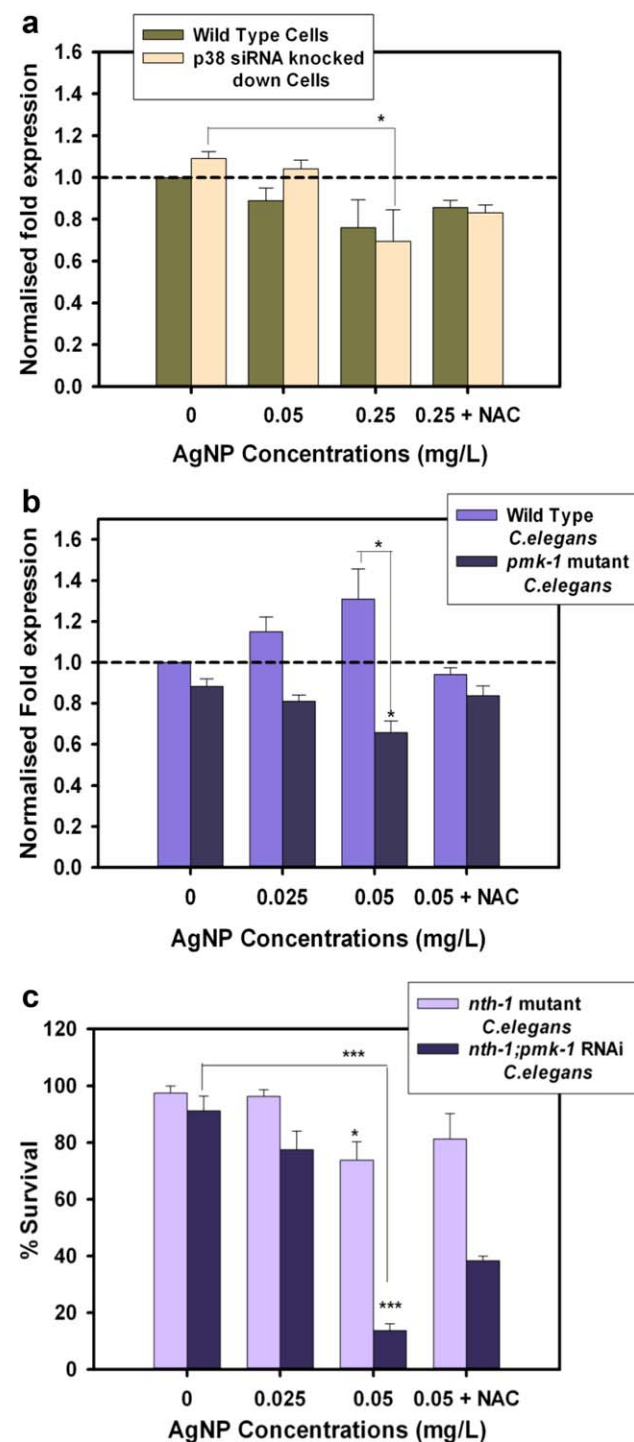 a
Wild Type Cells
p38 siRNA knocked
down Cells
Normalised fold expression
1.6
1.4
1.2
1.0
0.8
0.6
0.4
0.2
0.0
*
0 0.05 0.25 0.25 + NAC
AgNP Concentrations (mg/L)
b
Wild Type
C.elegans
pmk-1 mutant
C.elegans
Normalised Fold expression
1.6
1.4
1.2
1.0
0.8
0.6
0.4
0.2
0.0
*
*
0 0.025 0.05 0.05 + NAC
AgNP Concentrations (mg/L)
c
nth-1 mutant
C.elegans
nth-1;pmk-1 RNAi
C.elegans
% Survival
120
100
80
60
40
20
0
***
*
***
0 0.025 0.05 0.05 + NAC
AgNP Concentrations (mg/L)